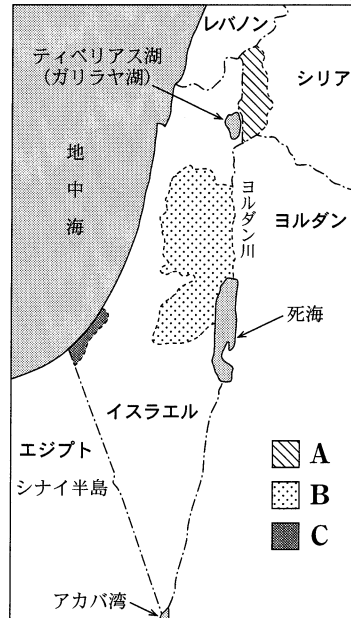 レバノン
ティベリアス湖
(ガリラヤ湖)
シリア
地中海
ヨルダン川
ヨルダン
死海
イスラエル
エジプト
シナイ半島
A
B
C
アカバ湾